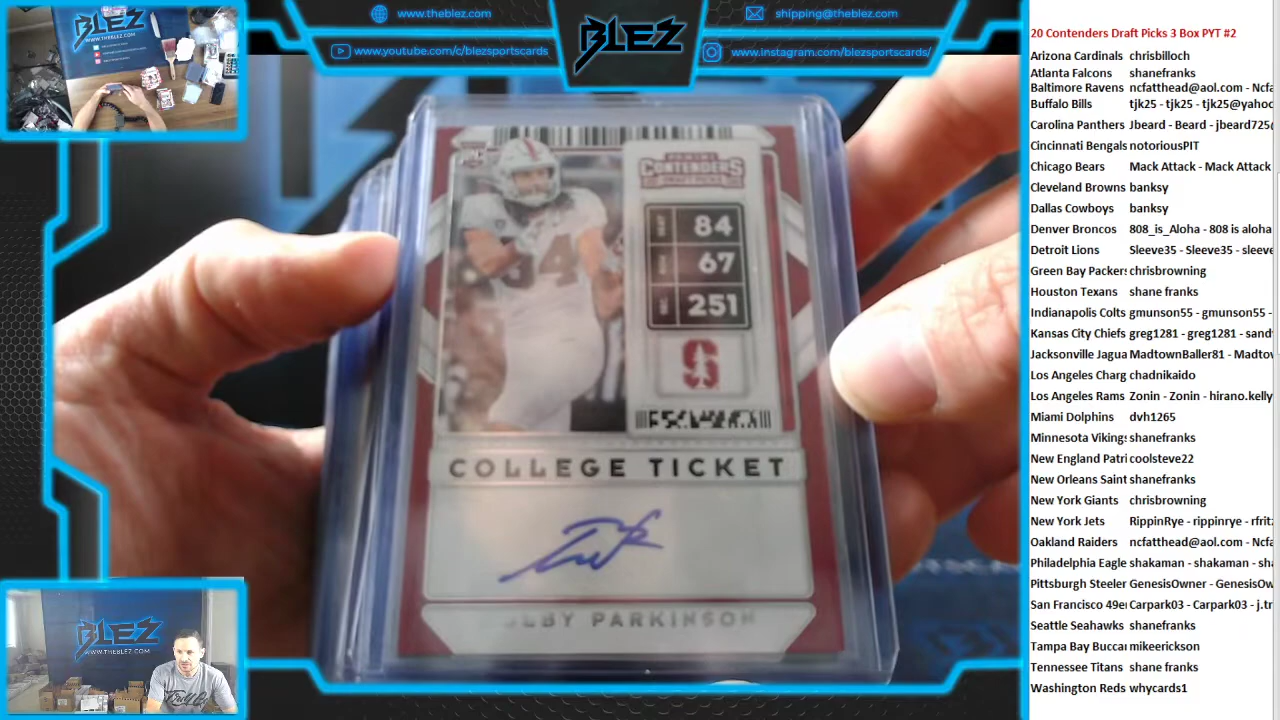 BLEZ
WWW.THEBLEZ.COM
www.theblez.com
www.youtube.com/c/blezsportscards
BLEZ
shipping@theblez.com
www.instagram.com/blezsportscards/
PANINI
CONTENDERS
DRAFT PICKS
84
67
251
S
COLLEGE TICKET
LBY PARKINSON
BLEZ
WWW.THEBLEZ.COM
20 Contenders Draft Picks 3 Box PYT #2
Arizona Cardinals chrisbilloch
Atlanta Falcons shanefranks
Baltimore Ravens ncfatthead@aol.com - Ncfa
Buffalo Bills tjk25 - tjk25 - tjk25@yahoo
Carolina Panthers Jbeard - Beard - jbeard725@
Cincinnati Bengals notoriousPIT
Chicago Bears Mack Attack - Mack Attack
Cleveland Browns banksy
Dallas Cowboys banksy
Denver Broncos 808_is_Aloha - 808 is aloha
Detroit Lions Sleeve35 - Sleeve35 - sleeve
Green Bay Packers chrisbrowning
Houston Texans shane franks
Indianapolis Colts gmunson55 - gmunson55 -
Kansas City Chiefs greg1281 - greg1281 - sand
Jacksonville Jagua MadtownBaller81 - Madtow
Los Angeles Charg chadnikaido
Los Angeles Rams Zonin - Zonin - hirano.kelly
Miami Dolphins dvh1265
Minnesota Vikings shanefranks
New England Patri coolsteve22
New Orleans Saint shanefranks
New York Giants chrisbrowning
New York Jets RippinRye - rippinrye - rfritz
Oakland Raiders ncfatthead@aol.com - Ncfa
Philadelphia Eagle shakaman - shakaman - sha
Pittsburgh Steeler GenesisOwner - GenesisOw
San Francisco 49er Carpark03 - Carpark03 - j.tr
Seattle Seahawks shanefranks
Tampa Bay Buccar mikeerickson
Tennessee Titans shane franks
Washington Reds whycards1